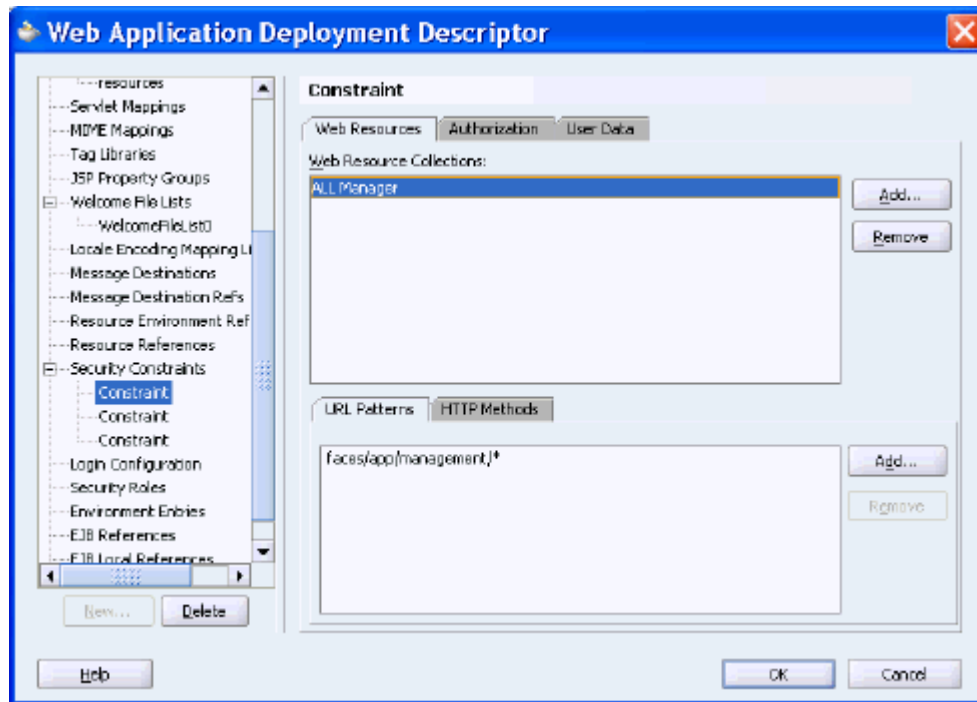 Web Application Deployment Descriptor
resources
Servlet Mappings
MIME Mappings
Tag Libraries
JSP Property Groups
Welcome File Lists
WelcomeFileList0
Locale Encoding Mapping Li
Message Destinations
Message Destination Refs
Resource Environment Ref
Resource References
Security Constraints
Constraint
Constraint
Constraint
Login Configuration
Security Roles
Environment Entries
EJB References
EJB Local References
New...
Delete
Constraint
Web Resources
Authorization
User Data
Web Resource Collections:
ALL Manager
Add...
Remove
URL Patterns
HTTP Methods
faces/app/management/*
Add...
Remove
Help
OK
Cancel